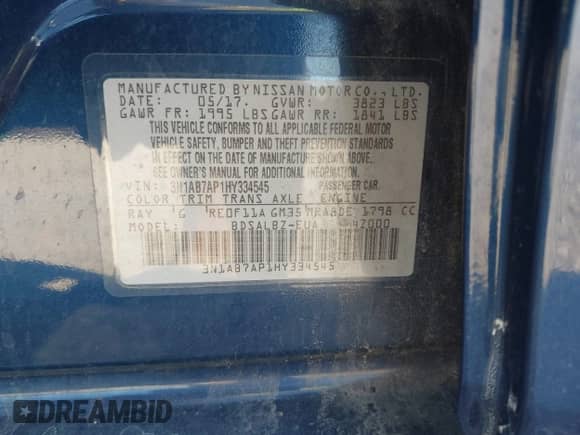 MANUFACTURED BY NISSAN MOTOR CO., LTD.
DATE: 05/17. GVWR: 3823 LBS
GAWR FR: 1995 LBS GAWR RR: 1841 LBS
THIS VEHICLE CONFORMS TO ALL APPLICABLE FEDERAL MOTOR
VEHICLE SAFETY, BUMPER AND THEFT PREVENTION STANDARDS
IN EFFECT ON THE DATE OF MANUFACTURE SHOWN ABOVE.
SEE OWNER'S MANUAL FOR ADDITIONAL INFORMATION.
VIN: 3N1AB7AP1HY334545 PASSENGER CAR.
COLOR TRIM TRANS AXLE ENGINE
RAY G RE0F11A GM35 MRA8DE 1798 CC
MODEL: BDSALBZ-EUA
3N1AB7AP1HY334545
DREAMBID